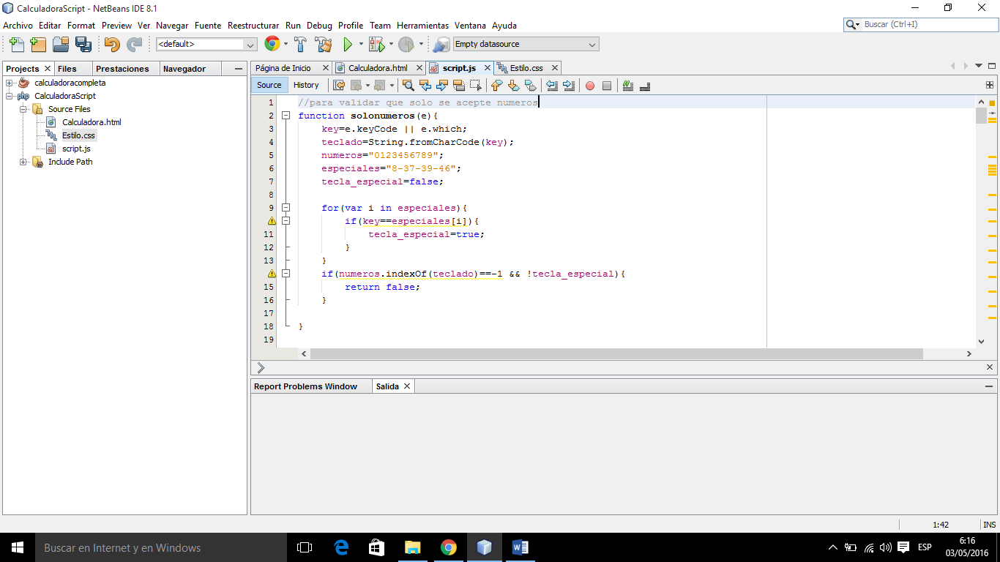 CalculadoraScript - NetBeans IDE 8.1
Archivo Editar Format Preview Ver Navegar Fuente Reestructurar Run Debug Profile Team Herramientas Ventana Ayuda
Buscar (Ctrl+I)
<default>
Empty datasource
Projects Files Prestaciones Navegador
calculadoracompleta
CalculadoraScript
Source Files
Calculadora.html
Estilo.css
script.js
Include Path
Página de Inicio Calculadora.html script.js Estilo.css
Source History
1 //para validar que solo se acepte numeros
2 function solonumeros(e){
3 key=e.keyCode || e.which;
4 teclado=String.fromCharCode(key);
5 numeros="0123456789";
6 especiales="8-37-39-46";
7 tecla_especial=false;
8
9 for(var i in especiales){
if(key==especiales[i]){
11 tecla_especial=true;
12 }
13 }
if(numeros.indexOf(teclado)==-1 && !tecla_especial){
15 return false;
16 }
17
18 }
19
Report Problems Window Salida
1:42 INS
Buscar en Internet y en Windows
ESP
6:16
03/05/2016